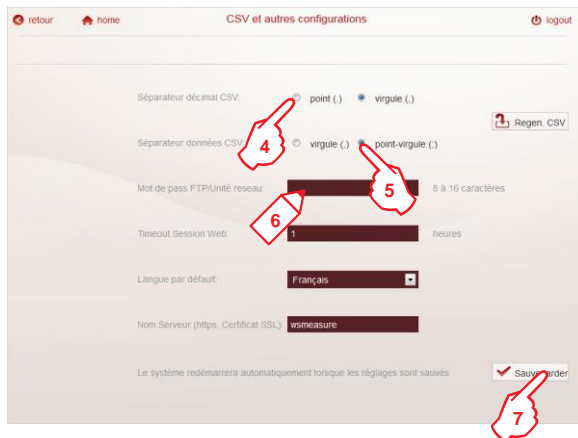 retour home CSV et autres configurations logout
Séparateur décimal CSV: point (.) virgule (,)
Regen. CSV
4
Séparateur données CSV: virgule (,) point-virgule (;)
Mot de pass FTP/Unité reseau: 8 à 16 caractères
5
6
Timeout Session Web: 1 heures
Langue par défault: Français
Nom Serveur (https, Certificat SSL): wsmeasure
Le système redémarrera automatiquement lorsque les réglages sont sauvés Sauvegarder
7